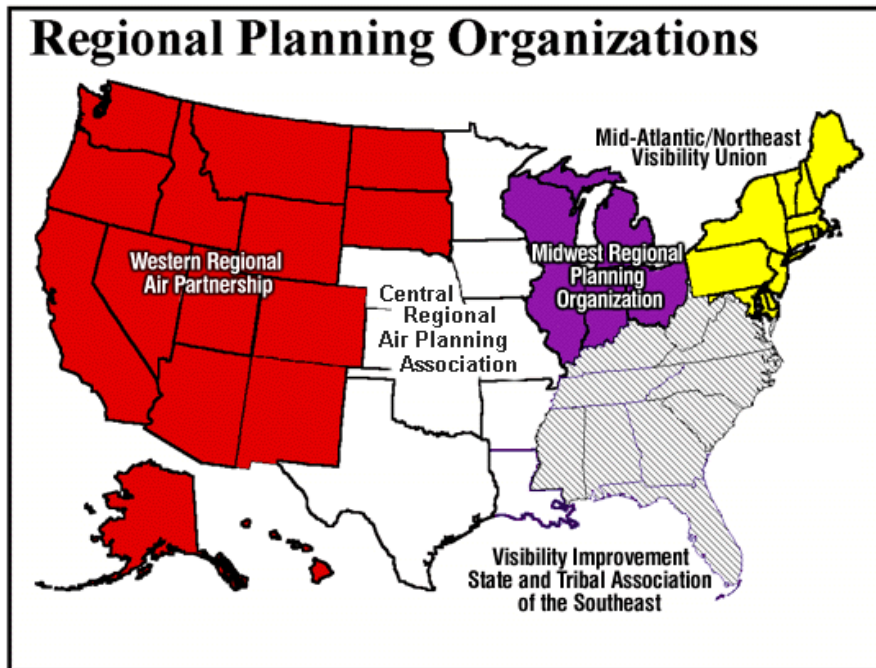 Regional Planning Organizations
Mid-Atlantic/Northeast
Visibility Union
Western Regional
Air Partnership
Midwest Regional
Planning
Organization
Central
Regional
Air Planning
Association
Visibility Improvement
State and Tribal Association
of the Southeast